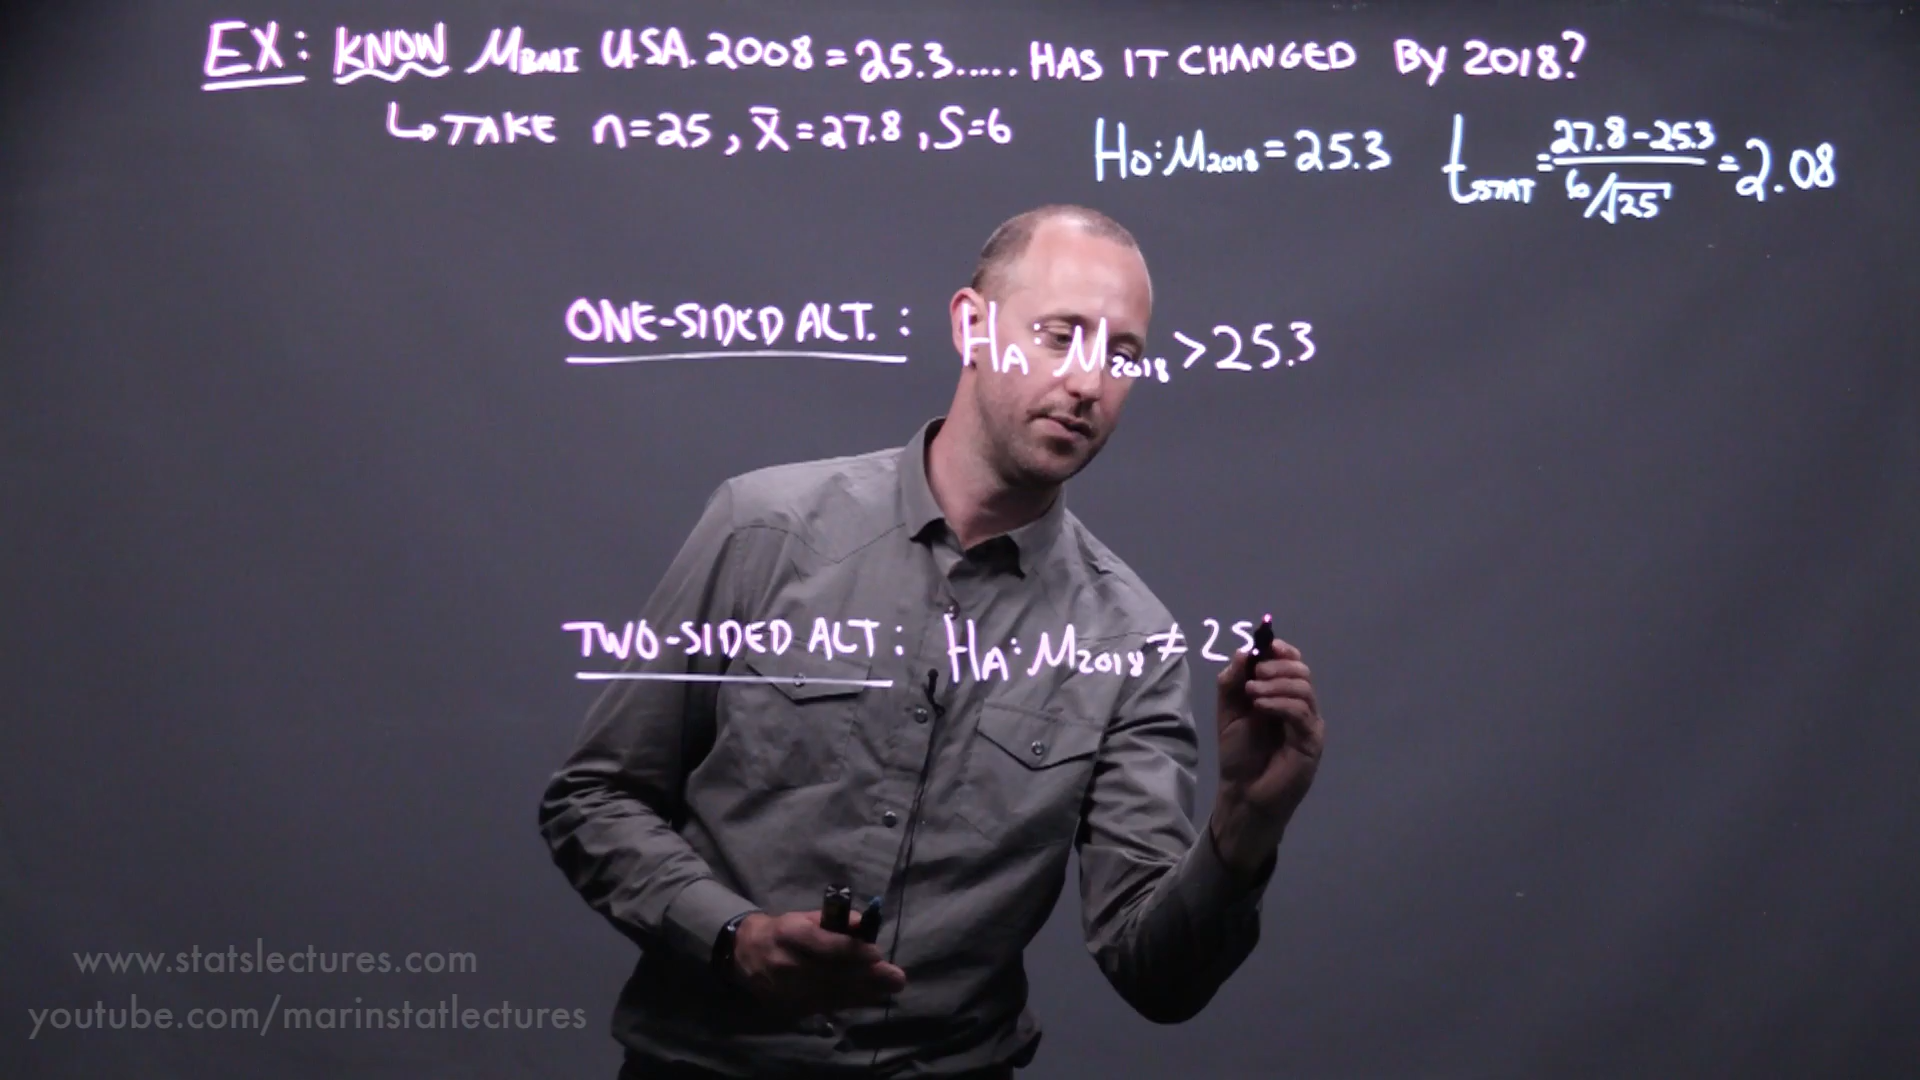 EX: KNOW μBMI USA. 2008 = 25.3..... HAS IT CHANGED BY 2018?
↳ TAKE n=25, x̄=27.8, S=6
H0: μ2018 = 25.3
tSTAT = (27.8-25.3)/(6/√25) = 2.08
ONE-SIDED ALT.: HA: μ2018 > 25.3
TWO-SIDED ALT: HA: μ2018 ≠ 25.
www.statslectures.com
youtube.com/marinstatlectures